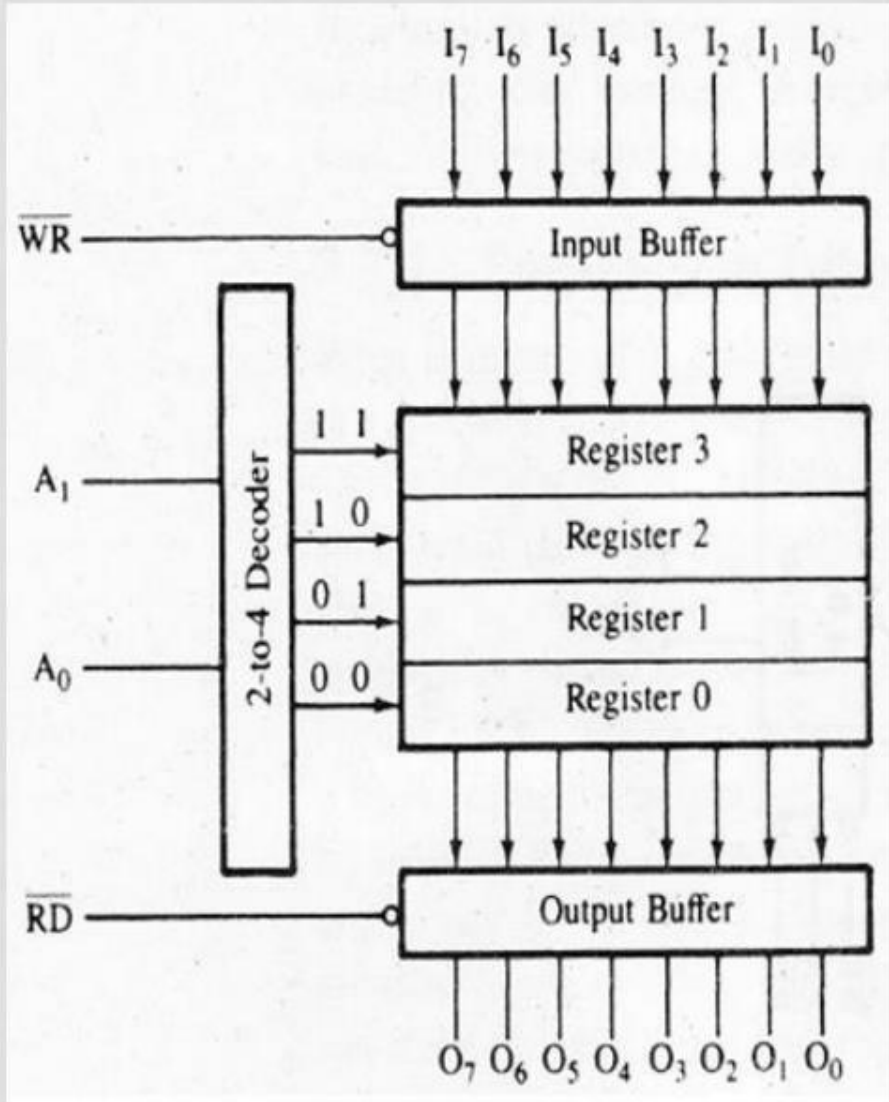 I₇ I₆ I₅ I₄ I₃ I₂ I₁ I₀
W̅R̅
Input Buffer
2-to-4 Decoder
A₁
A₀
1 1
1 0
0 1
0 0
Register 3
Register 2
Register 1
Register 0
R̅D̅
Output Buffer
O₇ O₆ O₅ O₄ O₃ O₂ O₁ O₀